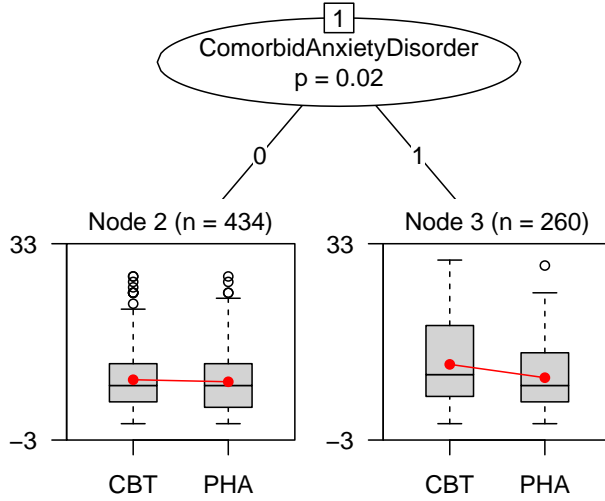 1
ComorbidAnxietyDisorder
p = 0.02
0
1
Node 2 (n = 434)
33
−3
CBT
PHA
Node 3 (n = 260)
33
−3
CBT
PHA